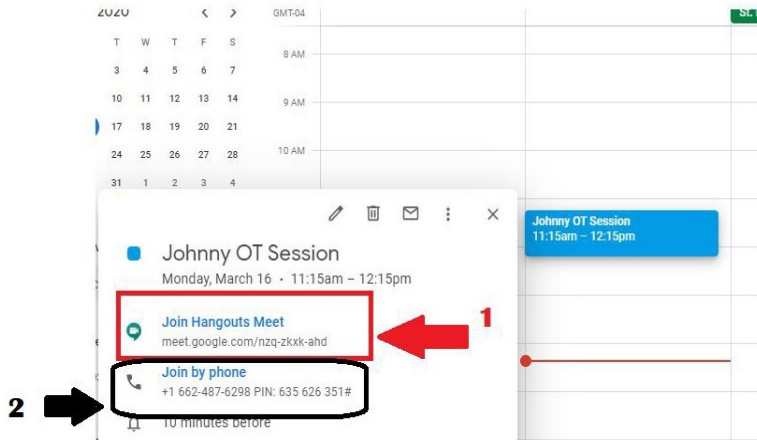 2020 < >
GMT-04
T W T F S
3 4 5 6 7
10 11 12 13 14
17 18 19 20 21
24 25 26 27 28
31 1 2 3 4
8 AM
9 AM
10 AM
Johnny OT Session
11:15am – 12:15pm
Johnny OT Session
Monday, March 16 · 11:15am – 12:15pm
Join Hangouts Meet
meet.google.com/nzq-zkxk-ahd
1
Join by phone
+1 662-487-6298 PIN: 635 626 351#
2
10 minutes before